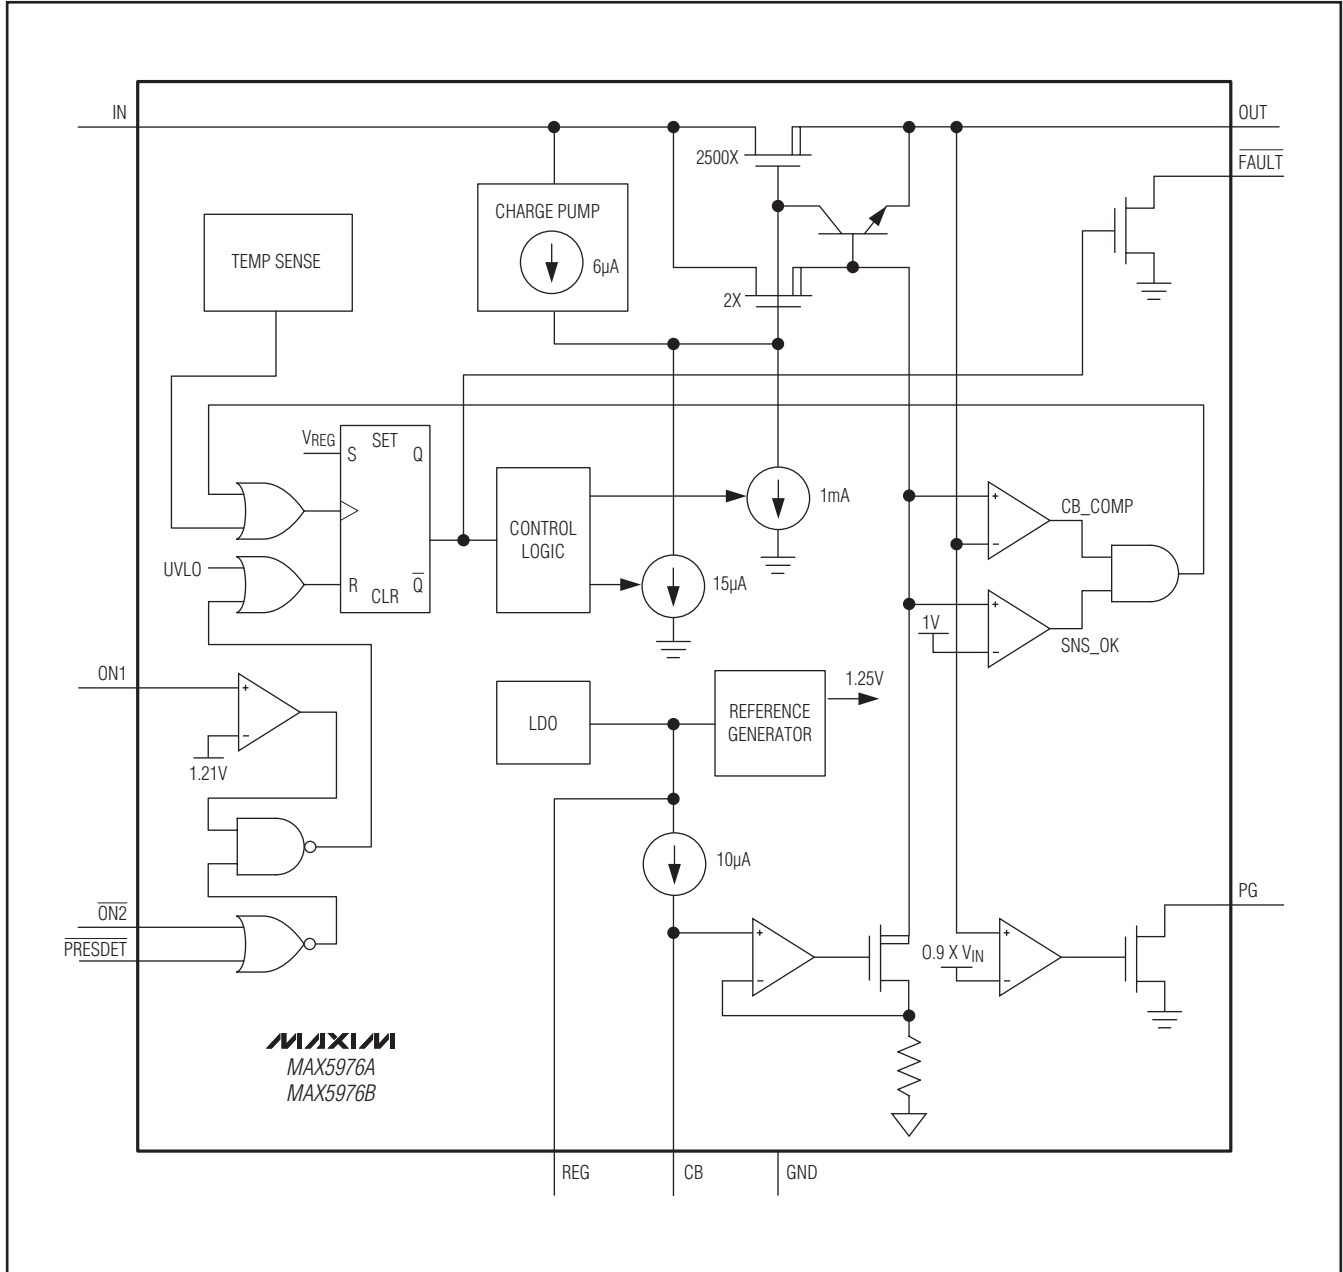 IN
OUT
FAULT
2500X
CHARGE PUMP
6µA
TEMP SENSE
2X
VREG
SET
S
Q
1mA
CB_COMP
+
−
CONTROL
LOGIC
UVLO
R
CLR
Q
15µA
1V
+
−
SNS_OK
ON1
+
−
1.21V
LDO
REFERENCE
GENERATOR
1.25V
10µA
ON2
PRESDET
+
−
0.9 X VIN
+
−
PG
MAXIM
MAX5976A
MAX5976B
REG
CB
GND